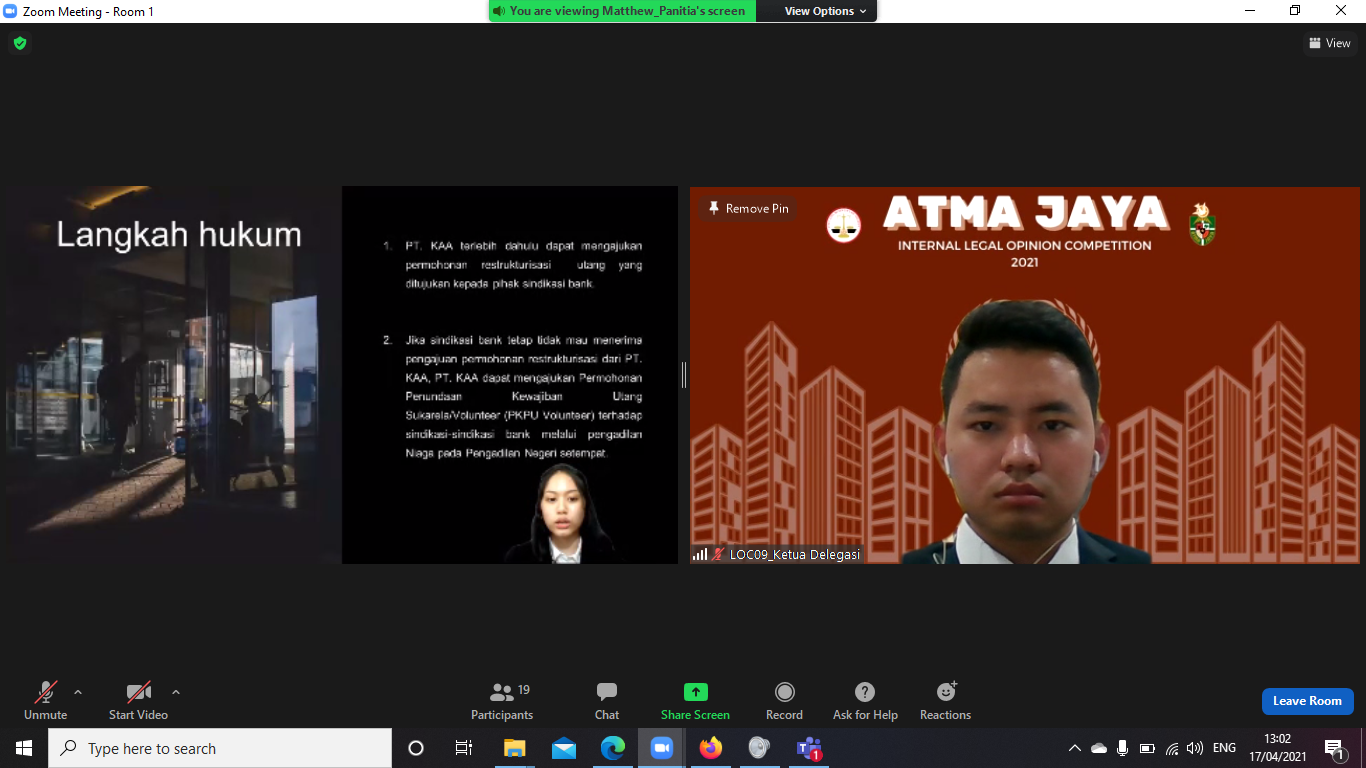 Zoom Meeting - Room 1
You are viewing Matthew_Panitia's screen
View Options
View
Langkah hukum
1. PT. KAA terlebih dahulu dapat mengajukan
permohonan restrukturisasi utang yang
ditujukan kepada pihak sindikasi bank.
2. Jika sindikasi bank tetap tidak mau menerima
pengajuan permohonan restrukturisasi dari PT.
KAA, PT. KAA dapat mengajukan Permohonan
Penundaan Kewajiban Utang
Sukarela/Volunteer (PKPU Volunteer) terhadap
sindikasi-sindikasi bank melalui pengadilan
Niaga pada Pengadilan Negeri setempat.
Remove Pin
ATMA JAYA
INTERNAL LEGAL OPINION COMPETITION
2021
LOC09_Ketua Delegasi
Unmute
Start Video
19
Participants
Chat
Share Screen
Record
Ask for Help
Reactions
Leave Room
Type here to search
1
ENG
13:02
17/04/2021
1